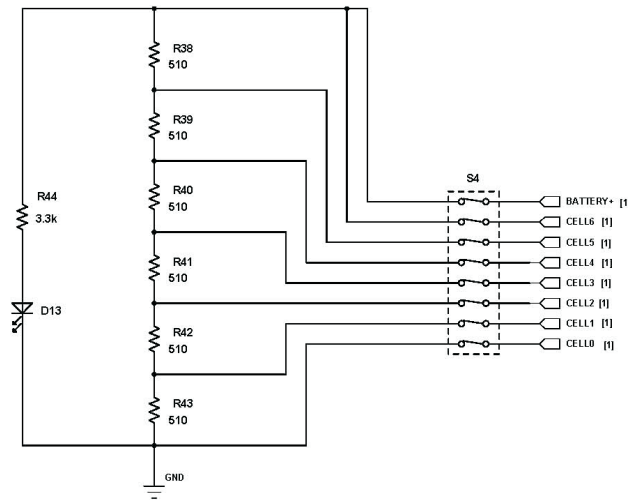 R38
510
R39
510
R40
510
R41
510
R42
510
R43
510
R44
3.3k
D13
GND
S4
BATTERY+ [1
CELL6 [1]
CELL5 [1]
CELL4 [1]
CELL3 [1]
CELL2 [1]
CELL1 [1]
CELL0 [1]